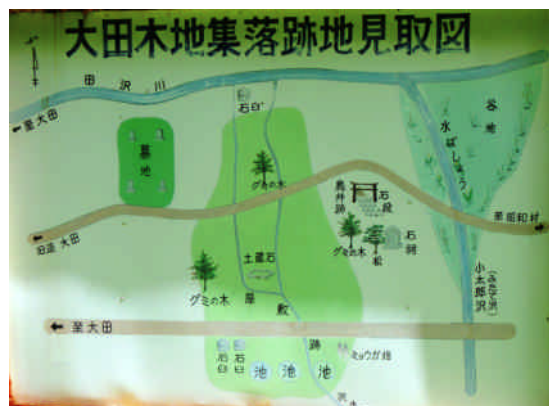 大田木地集落跡地見取図
田沢川
至大田
石臼
墓地
谷地
水ばしょう
グミの木
鳥井跡
石段
至昭和村
旧道 大田
石祠
松
グミの木
土蔵石
グミの木
屋敷跡
小太郎沢
至大田
石臼
石臼
池
池
池
ミョウガ畑